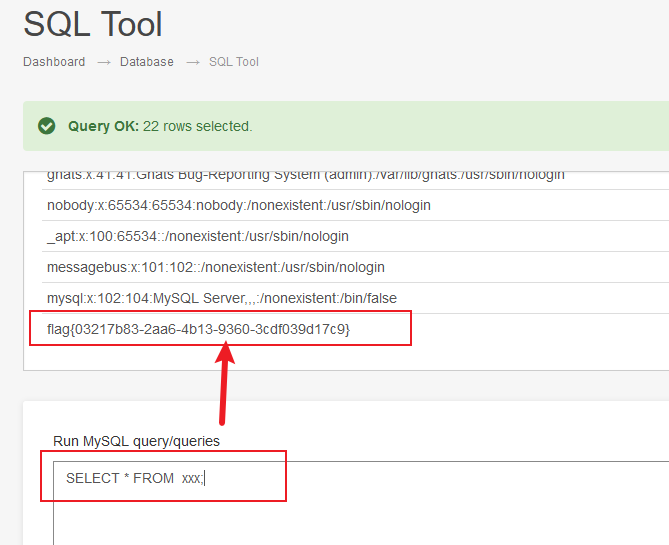 SQL Tool
Dashboard → Database → SQL Tool
Query OK: 22 rows selected.
gnats:x:41:41:Gnats Bug-Reporting System (admin):/var/lib/gnats:/usr/sbin/nologin
nobody:x:65534:65534:nobody:/nonexistent:/usr/sbin/nologin
_apt:x:100:65534::/nonexistent:/usr/sbin/nologin
messagebus:x:101:102::/nonexistent:/usr/sbin/nologin
mysql:x:102:104:MySQL Server,,,:/nonexistent:/bin/false
flag{03217b83-2aa6-4b13-9360-3cdf039d17c9}
Run MySQL query/queries
SELECT * FROM  xxx;